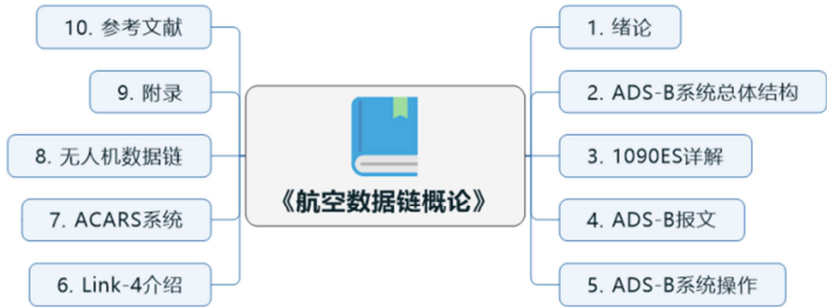 《航空数据链概论》
1. 绪论
2. ADS-B系统总体结构
3. 1090ES详解
4. ADS-B报文
5. ADS-B系统操作
6. Link-4介绍
7. ACARS系统
8. 无人机数据链
9. 附录
10. 参考文献